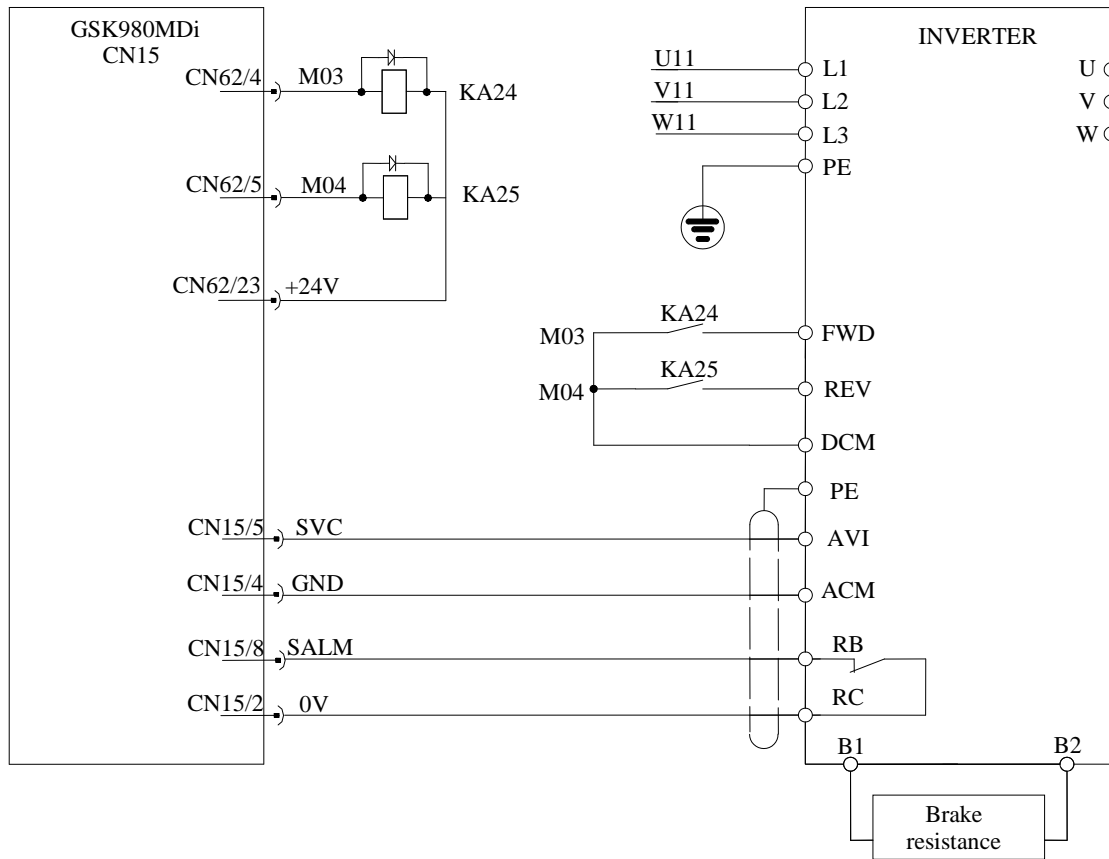 GSK980MDi
CN15
INVERTER
CN62/4
M03
KA24
U11
L1
U
V11
L2
V
W11
L3
W
PE
CN62/5
M04
KA25
CN62/23
+24V
KA24
M03
FWD
KA25
M04
REV
DCM
PE
CN15/5
SVC
AVI
CN15/4
GND
ACM
CN15/8
SALM
RB
CN15/2
0V
RC
B1
B2
Brake
resistance